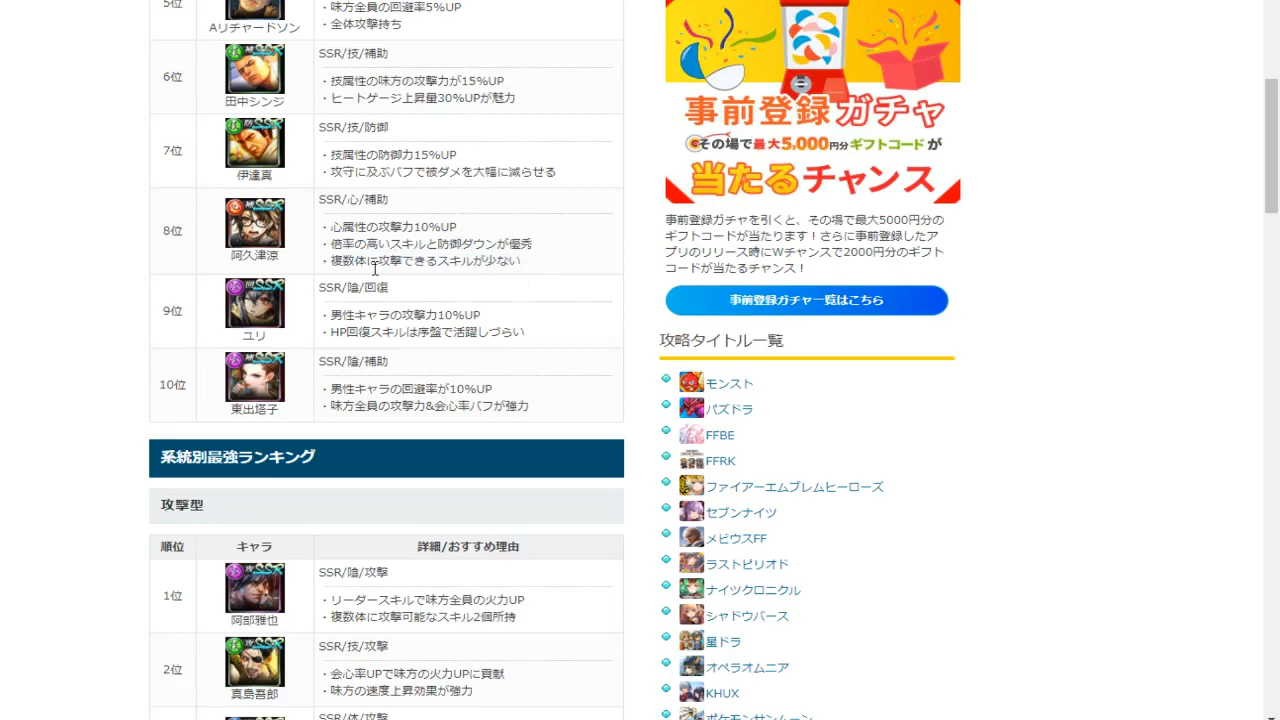 5位
味方全員の回避率5%UP
・全体攻撃持ち
Aリチャードソン
6位
田中シンジ
SSR/技/補助
・技属性の味方の攻撃力が15%UP
・ヒートゲージ増加量30%UPが魅力
7位
伊達真
SSR/技/防御
・技属性の防御力15%UP
・攻守に及ぶバフで被ダメを大幅に減らせる
8位
阿久津涼
SSR/心/補助
・心属性の攻撃力10%UP
・倍率の高いスキルと防御ダウンが優秀
・複数体に攻撃できるスキルが少ない
9位
ユリ
SSR/陰/回復
・男性キャラの攻撃力10%UP
・HP回復スキルは序盤で活躍しづらい
10位
東出塔子
SSR/陰/補助
・男性キャラの回避率が10%UP
・味方全員の攻撃力&会心率バフが強力
系統別最強ランキング
攻撃型
順位 キャラ 詳細/おすすめ理由
1位
阿部雅也
SSR/陰/攻撃
・リーダースキルで味方全員の火力UP
・複数体に攻撃可能なスキル2個所持
2位
真島吾郎
SSR/技/攻撃
・会心率UPで味方の火力UPに貢献
・味方の速度上昇効果が強力
SSR/体/攻撃
事前登録ガチャ
その場で最大5,000円分ギフトコードが
当たるチャンス
事前登録ガチャを引くと、その場で最大5000円分の
ギフトコードが当たります！さらに事前登録したア
プリのリリース時にWチャンスで2000円分のギフト
コードが当たるチャンス！
事前登録ガチャ一覧はこちら
攻略タイトル一覧
モンスト
パズドラ
FFBE
FFRK
ファイアーエムブレムヒーローズ
セブンナイツ
メビウスFF
ラストピリオド
ナイツクロニクル
シャドウバース
星ドラ
オペラオムニア
KHUX
ポケモンサンムーン